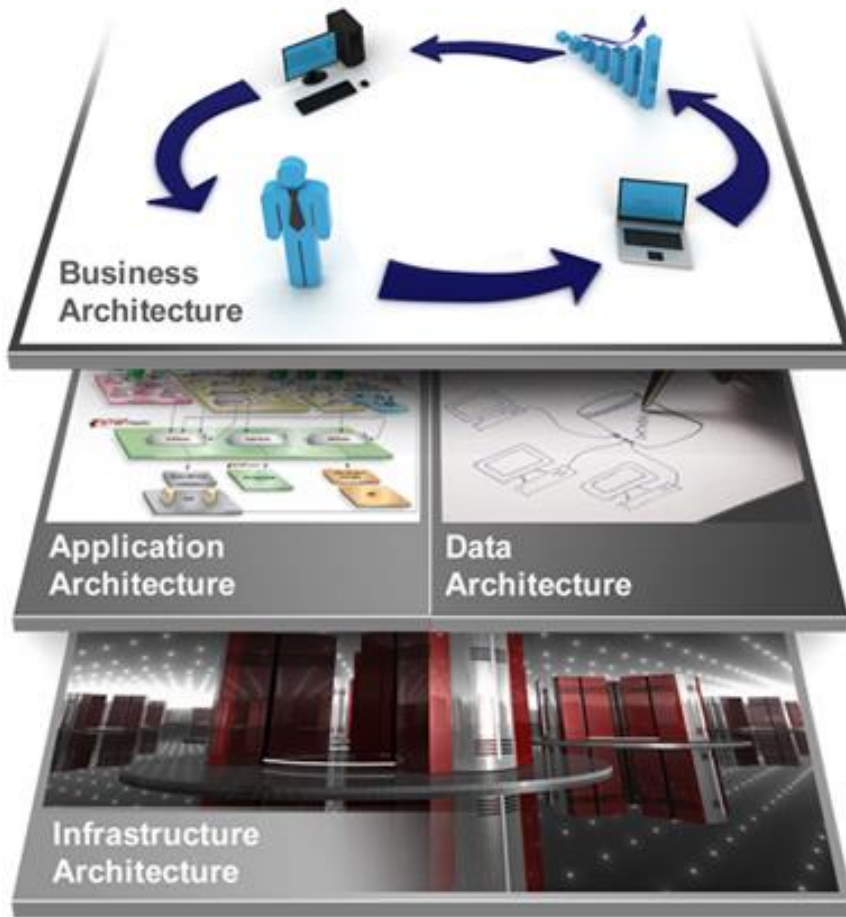 Business
Architecture
Application
Architecture
Data
Architecture
Infrastructure
Architecture